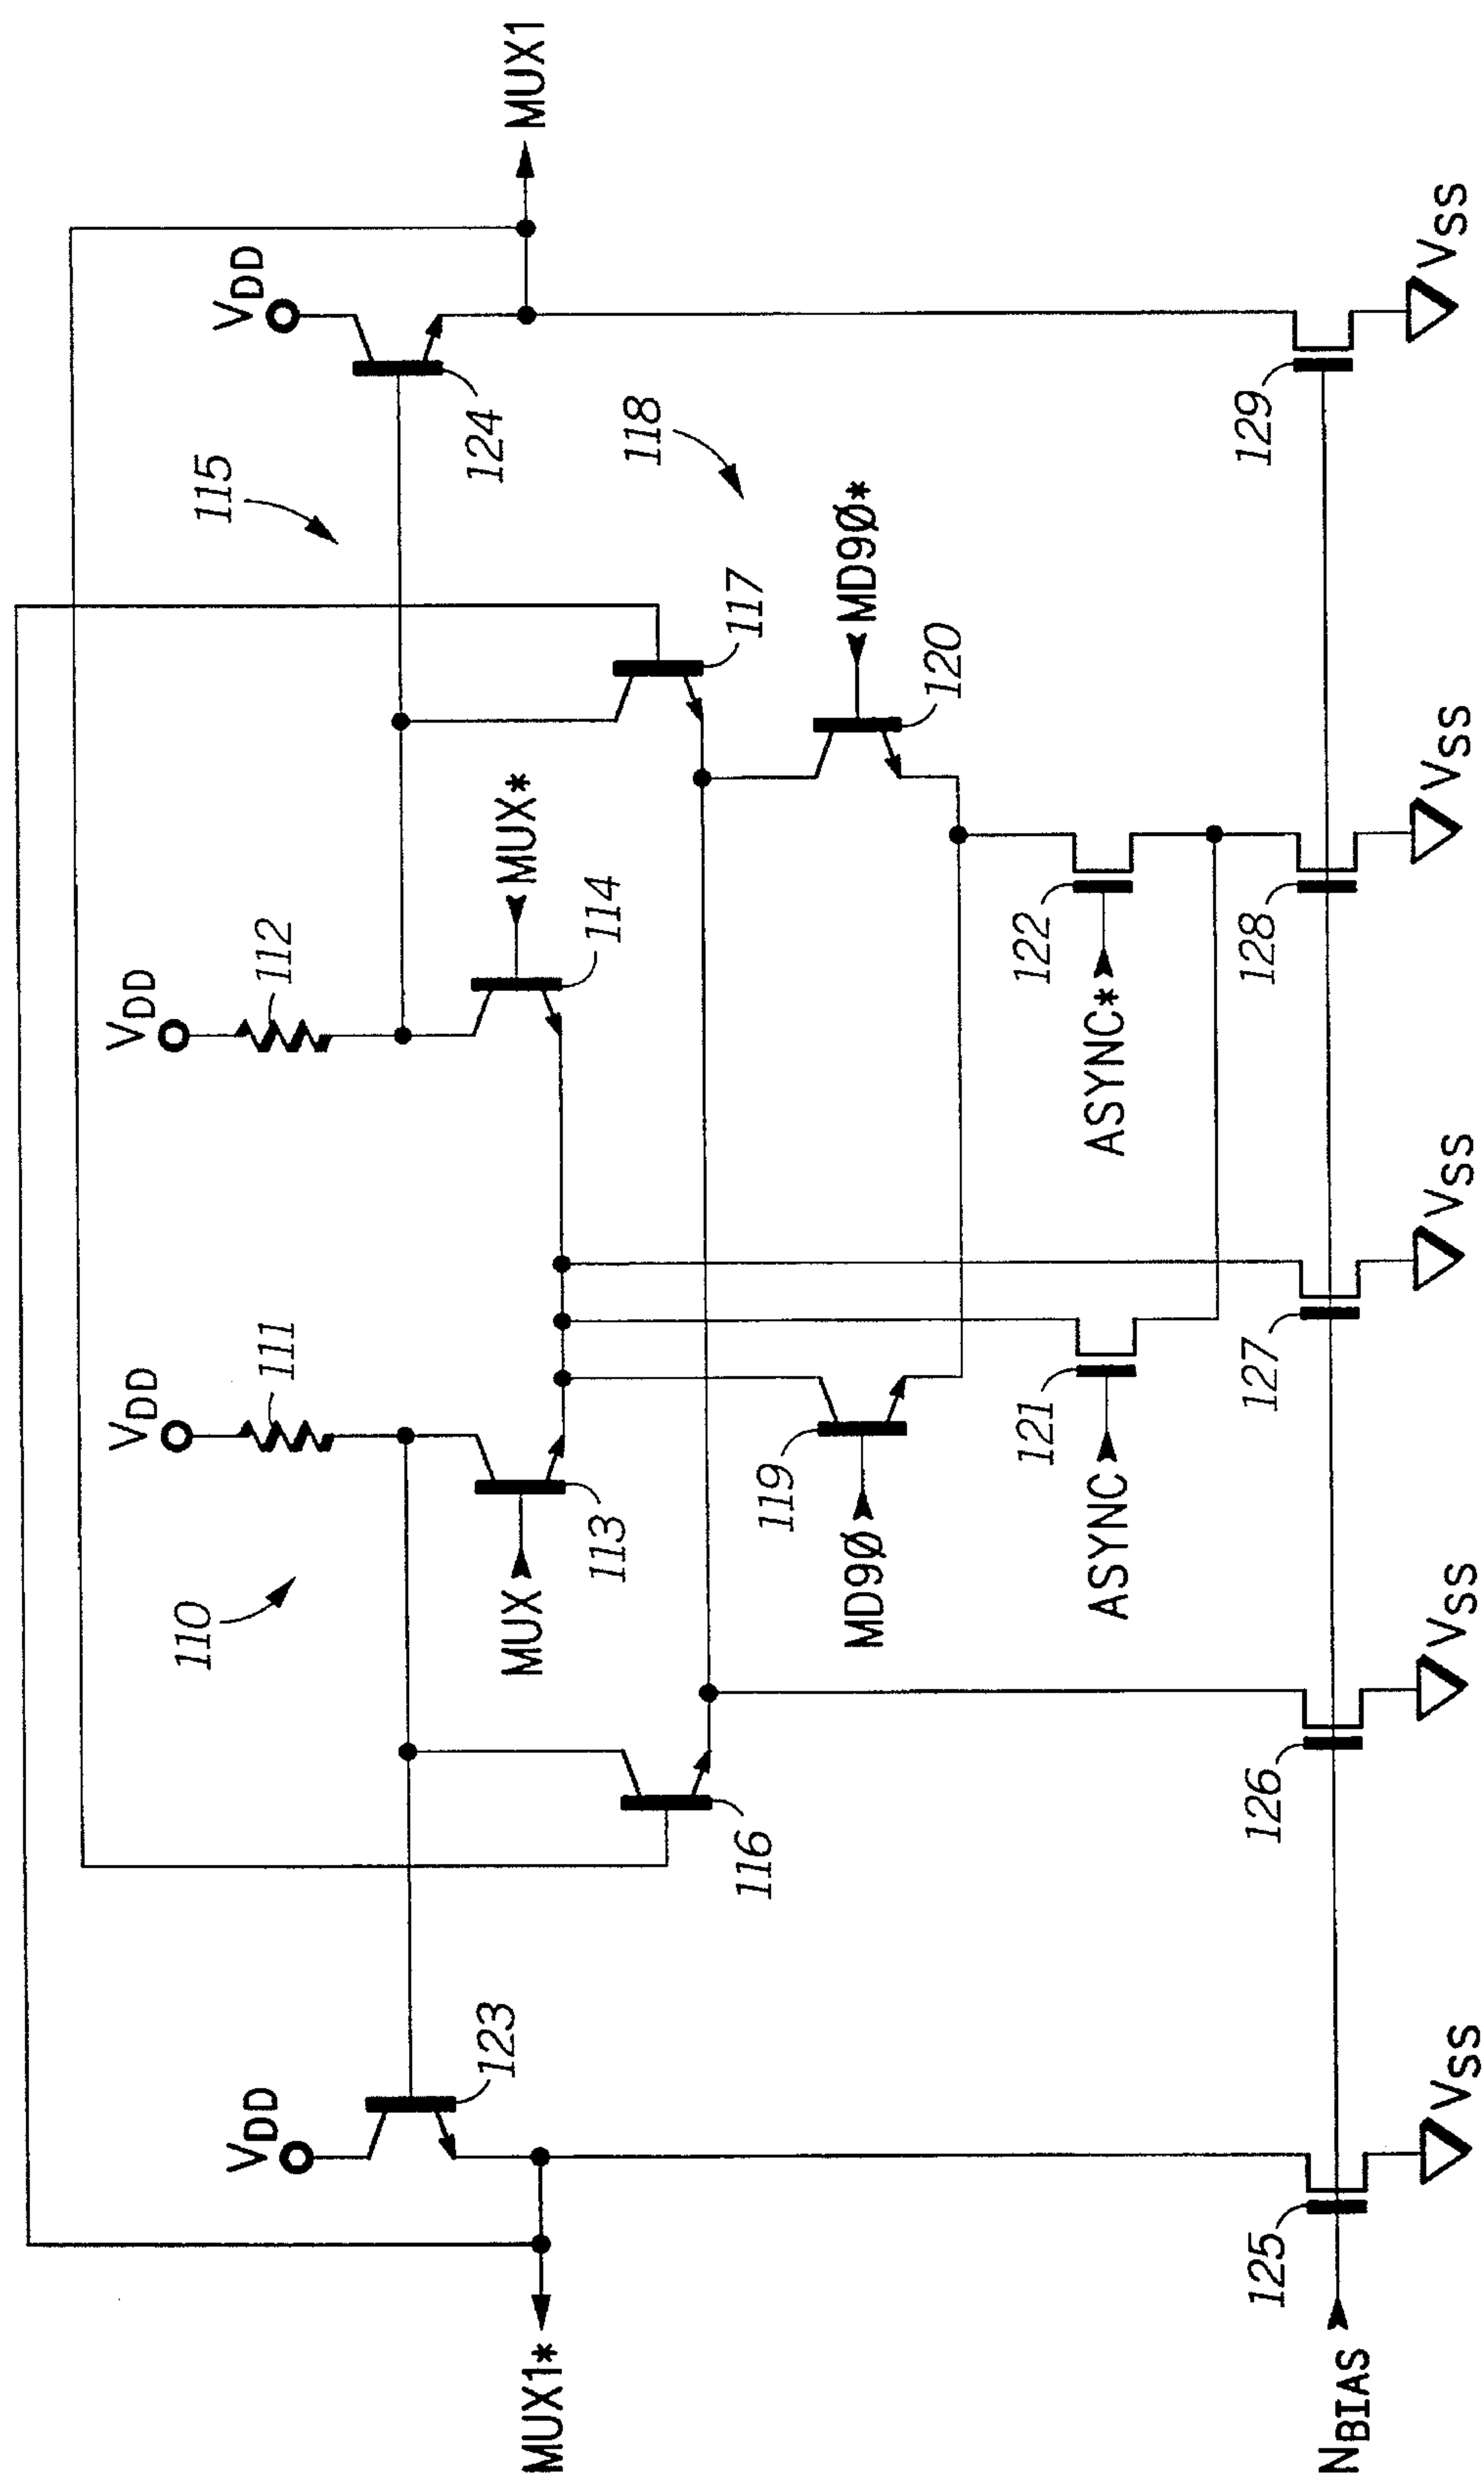 VDD
VDD
110
115
VDD
VDD
111
112
123
124
MUX1*
MUX
MUX*
MUX1
113
114
118
116
117
119
MD9Ø
MD9Ø*
120
121
122
ASYNC
ASYNC*
125
126
127
128
129
NBIAS
VSS
VSS
VSS
VSS
VSS